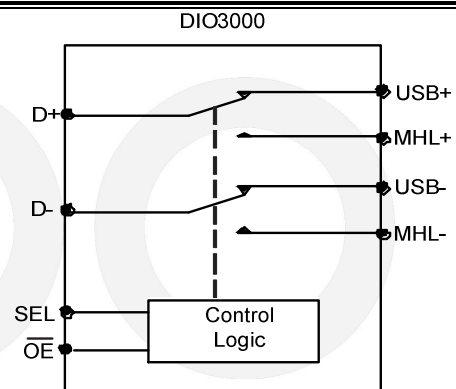 DIO3000
D+
USB+
MHL+
D-
USB-
MHL-
SEL
Control
Logic
OE